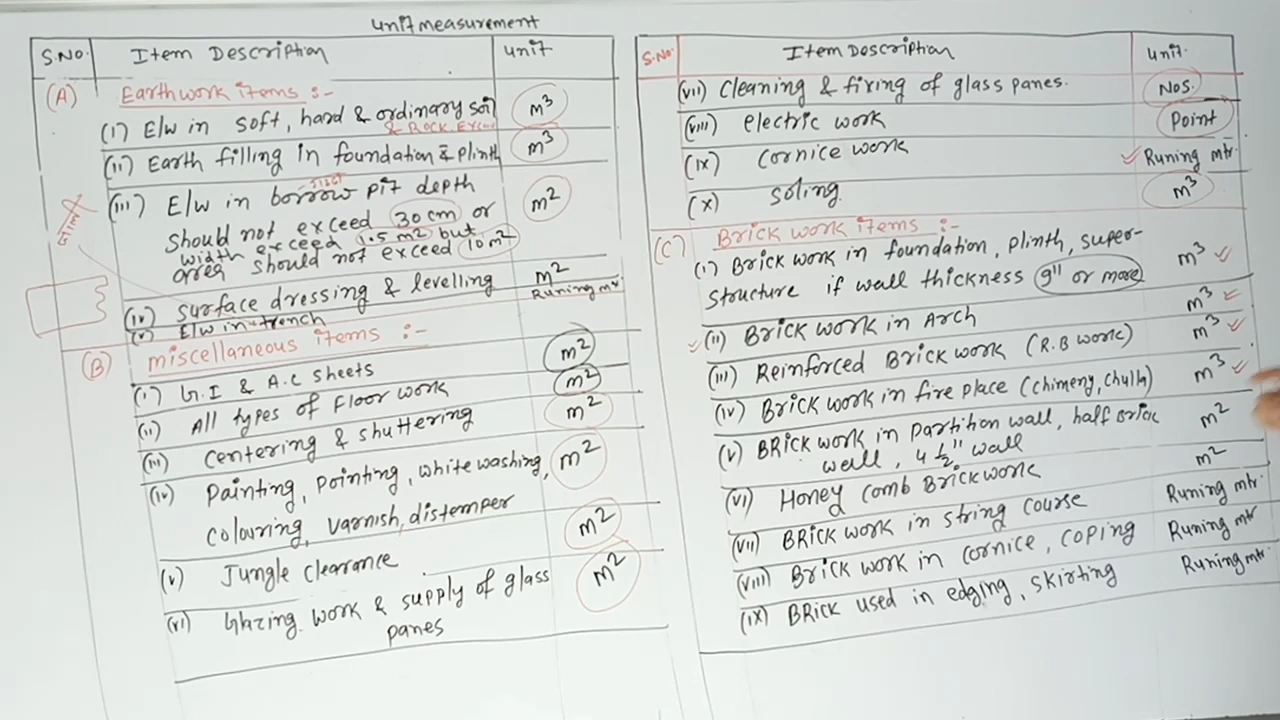 unit measurement
S.NO. Item Description unit
(A) Earthwork items :-
(i) E/w in soft, hard & ordinary soil m³
& Rock Exca
(ii) Earth filling in foundation & plinth m³
(iii) E/w in borrow pit depth
should not exceed 30 cm or m²
width exceed 1.5 m² but
area should not exceed 10 m²
(iv) surface dressing & levelling m²
(v) E/w in trench Runing mtr.
(B) miscellaneous items :-
(i) G.I & A.C sheets m²
(ii) All types of Floor work m²
(iii) centering & shuttering m²
(iv) Painting, pointing, white washing, m²
colouring, varnish, distemper
(v) Jungle clearance m²
(vi) Glazing work & supply of glass m²
panes
S.NO. Item Description unit.
(vii) cleaning & fixing of glass panes. Nos.
(viii) electric work Point
(ix) cornice work Runing mtr.
(x) soling m³
(C) Brick work items :-
(i) Brick work in foundation, plinth, super-
structure if wall thickness 9" or more m³
(ii) Brick work in Arch m³
(iii) Reinforced Brick work (R.B work) m³
(iv) Brick work in fire place (chimeny, chulla) m³
(v) BRick work in partition wall, half brick m²
wall, 4 ½" wall
(vi) Honey comb Brickwork m²
(vii) BRick work in string course Runing mtr.
(viii) Brick work in cornice, coping Runing mtr
(ix) BRick used in edging, skirting Runing mtr